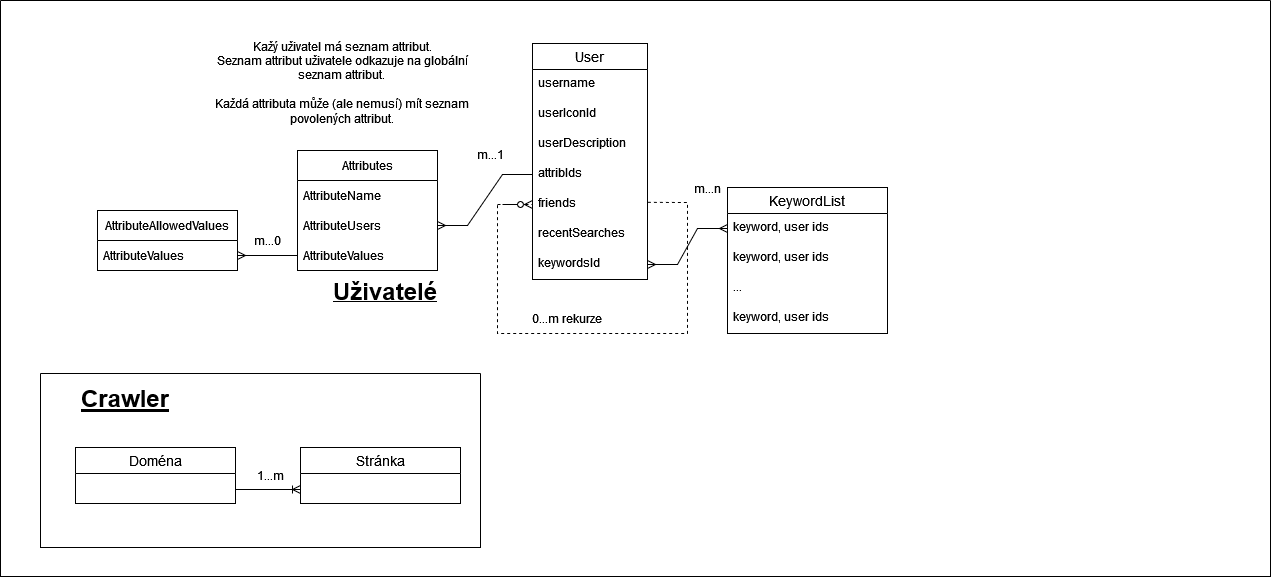 Kažý uživatel má seznam attribut.
Seznam attribut uživatele odkazuje na globální
seznam attribut.
Každá attributa může (ale nemusí) mít seznam
povolených attribut.
User
username
userIconId
userDescription
attribIds
friends
recentSearches
keywordsId
m...1
Attributes
AttributeName
AttributeUsers
AttributeValues
m...0
AttributeAllowedValues
AttributeValues
m...n
KeywordList
keyword, user ids
keyword, user ids
...
keyword, user ids
Uživatelé
0...m rekurze
Crawler
Doména
1...m
Stránka